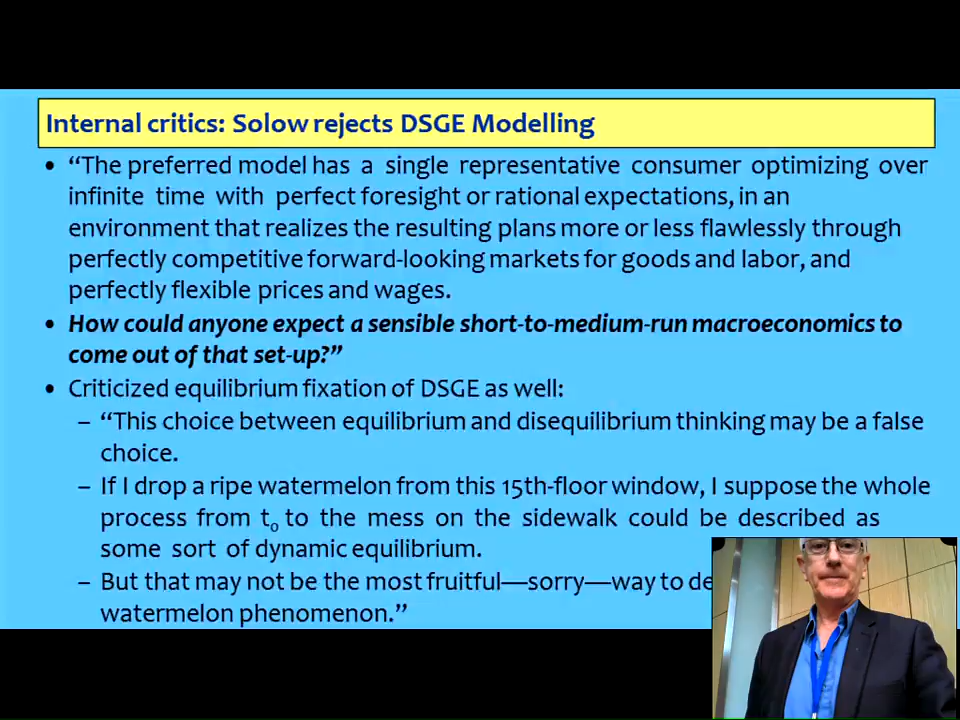 Internal critics: Solow rejects DSGE Modelling
• “The preferred model has a single representative consumer optimizing over
infinite time with perfect foresight or rational expectations, in an
environment that realizes the resulting plans more or less flawlessly through
perfectly competitive forward-looking markets for goods and labor, and
perfectly flexible prices and wages.
• How could anyone expect a sensible short-to-medium-run macroeconomics to
come out of that set-up?”
• Criticized equilibrium fixation of DSGE as well:
– “This choice between equilibrium and disequilibrium thinking may be a false
choice.
– If I drop a ripe watermelon from this 15th-floor window, I suppose the whole
process from t₀ to the mess on the sidewalk could be described as
some sort of dynamic equilibrium.
– But that may not be the most fruitful—sorry—way to
watermelon phenomenon.”